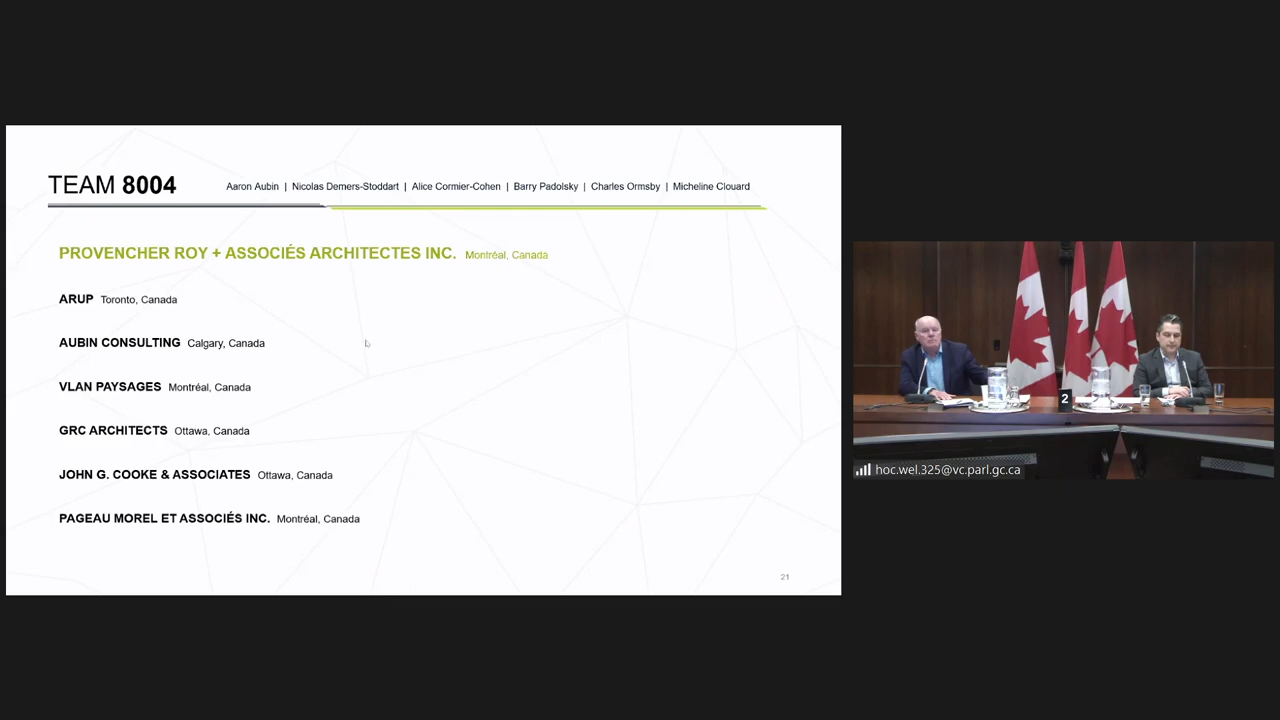 TEAM 8004
Aaron Aubin | Nicolas Demers-Stoddart | Alice Cormier-Cohen | Barry Padolsky | Charles Ormsby | Micheline Clouard
PROVENCHER ROY + ASSOCIÉS ARCHITECTES INC. Montréal, Canada
ARUP Toronto, Canada
AUBIN CONSULTING Calgary, Canada
VLAN PAYSAGES Montréal, Canada
GRC ARCHITECTS Ottawa, Canada
JOHN G. COOKE & ASSOCIATES Ottawa, Canada
PAGEAU MOREL ET ASSOCIÉS INC. Montréal, Canada
21
2
hoc.wel.325@vc.parl.gc.ca